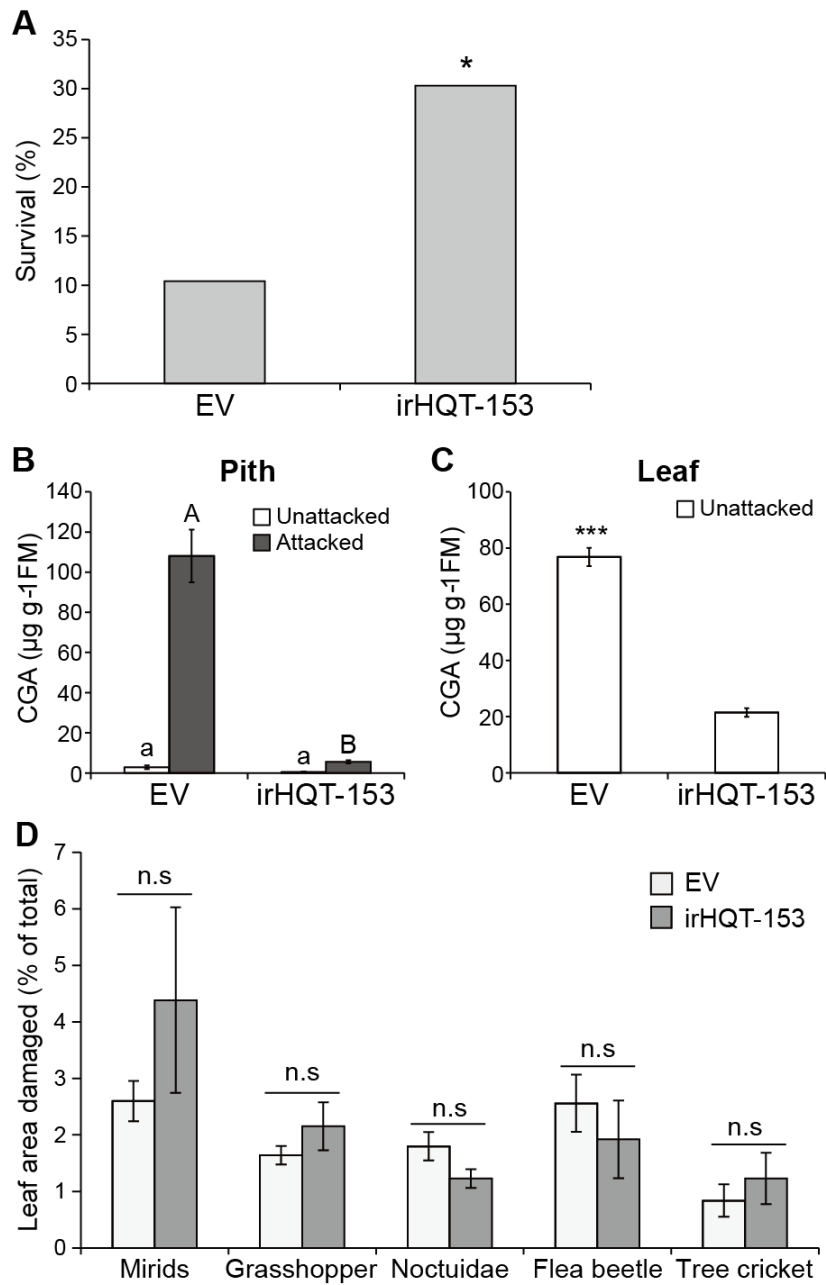 A
35
30
25
20
15
10
5
0
Survival (%)
*
EV
irHQT-153
B
Pith
140
120
100
80
60
40
20
0
CGA (µg g-1FM)
Unattacked
Attacked
a
A
a
B
EV
irHQT-153
C
Leaf
100
80
60
40
20
0
CGA (µg g-1FM)
Unattacked
***
EV
irHQT-153
D
7
6
5
4
3
2
1
0
Leaf area damaged (% of total)
EV
irHQT-153
n.s
n.s
n.s
n.s
n.s
Mirids
Grasshopper
Noctuidae
Flea beetle
Tree cricket